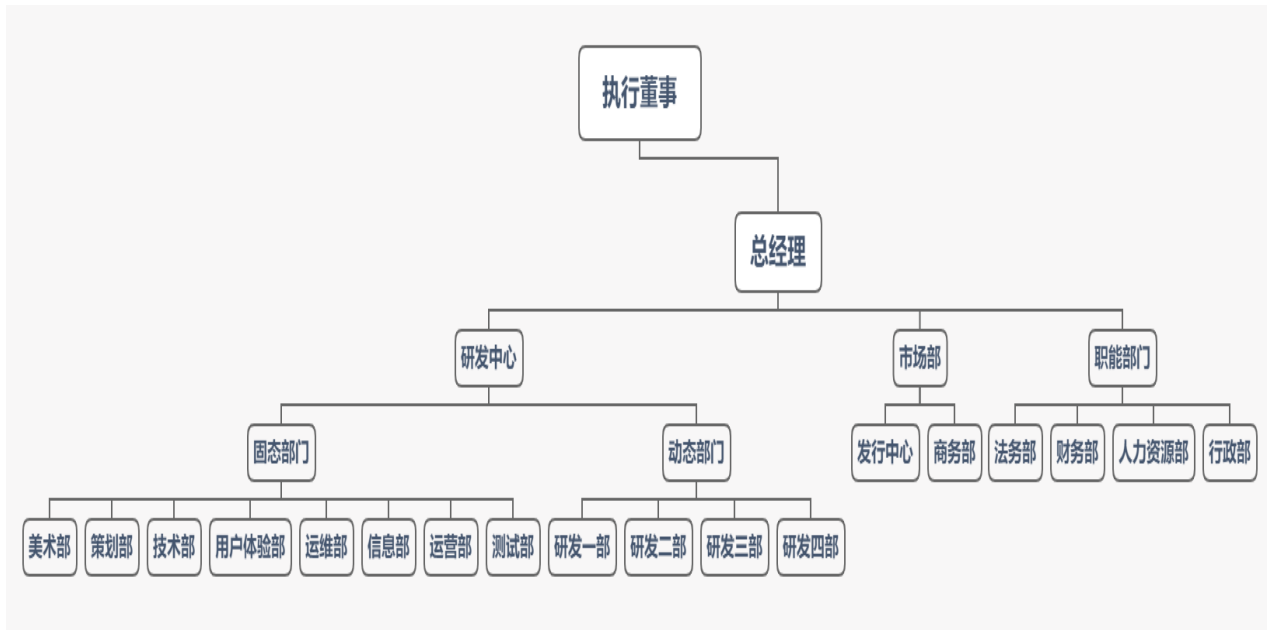 执行董事
总经理
研发中心
市场部
职能部门
固态部门
动态部门
发行中心
商务部
法务部
财务部
人力资源部
行政部
美术部
策划部
技术部
用户体验部
运维部
信息部
运营部
测试部
研发一部
研发二部
研发三部
研发四部